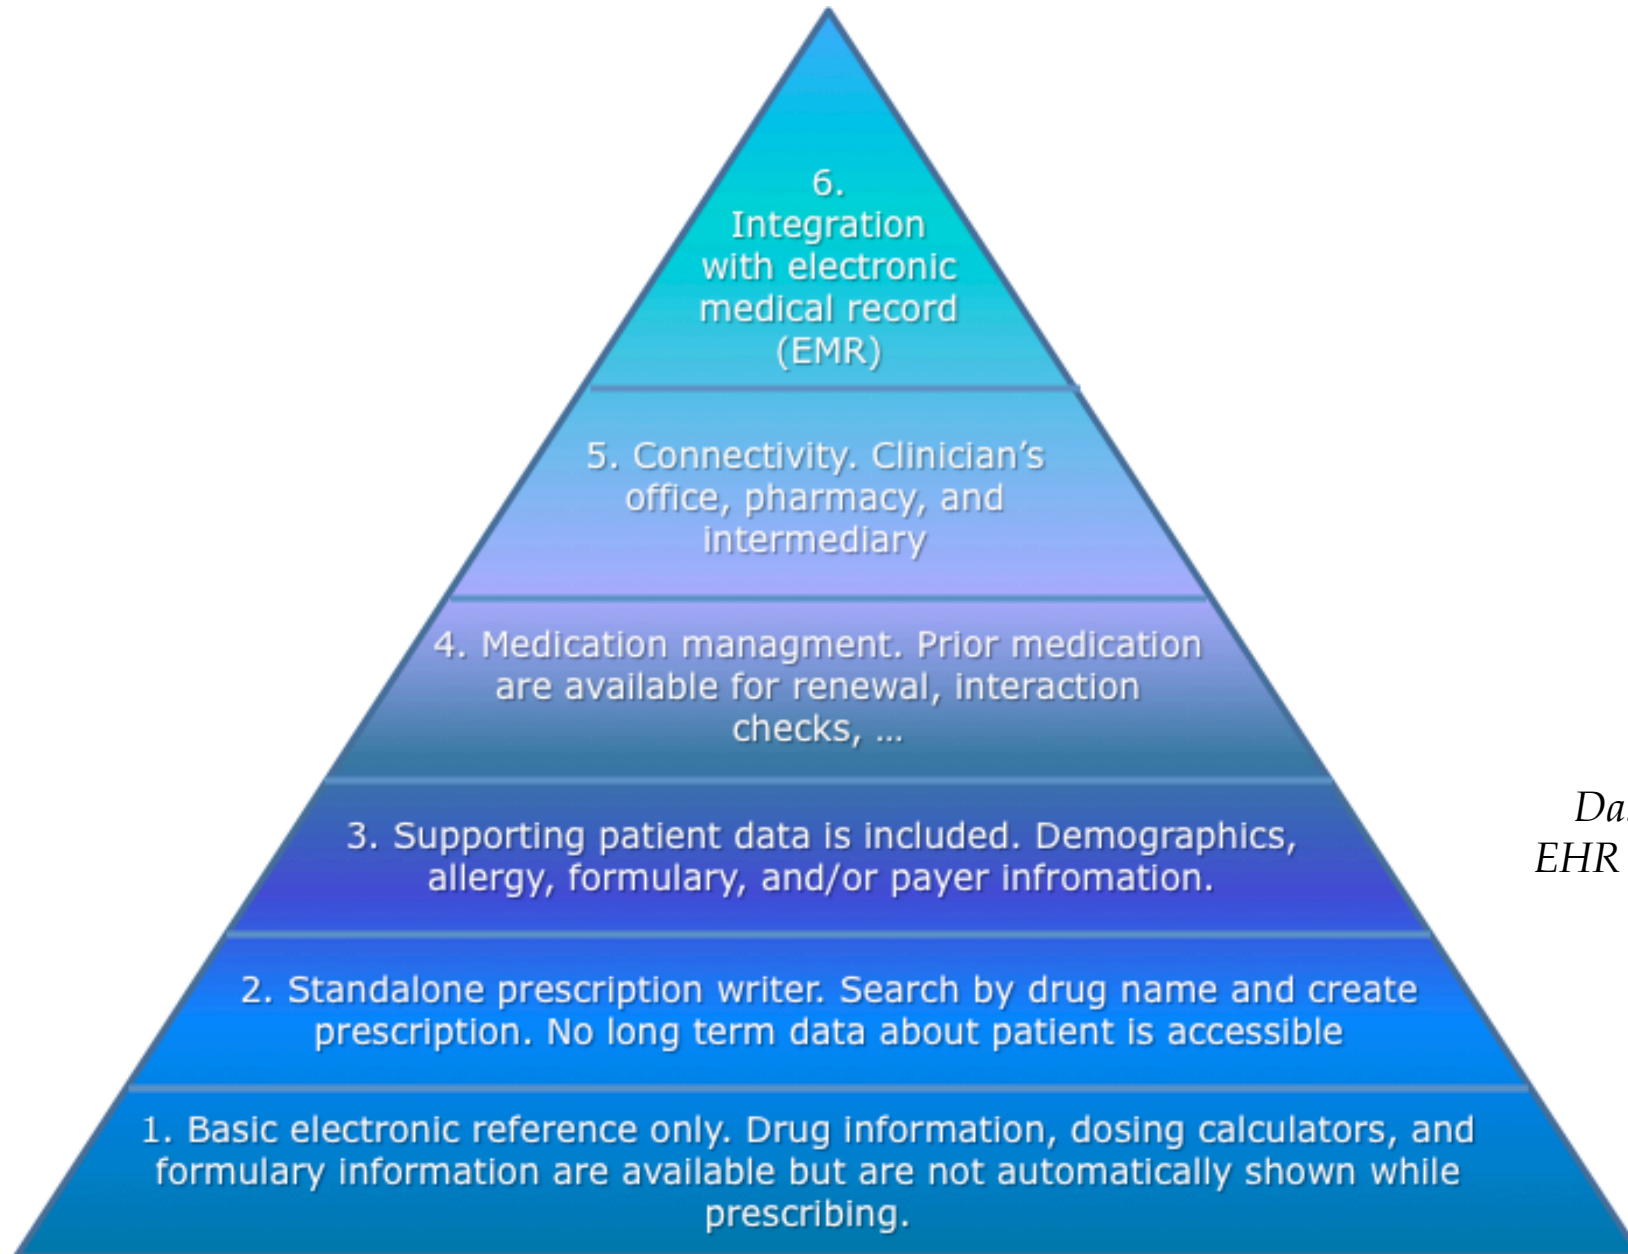 6.
Integration
with electronic
medical record
(EMR)
5. Connectivity. Clinician’s
office, pharmacy, and
intermediary
4. Medication managment. Prior medication
are available for renewal, interaction
checks, ...
3. Supporting patient data is included. Demographics,
allergy, formulary, and/or payer infromation.
2. Standalone prescription writer. Search by drug name and create
prescription. No long term data about patient is accessible
1. Basic electronic reference only. Drug information, dosing calculators, and
formulary information are available but are not automatically shown while
prescribing.
EHR